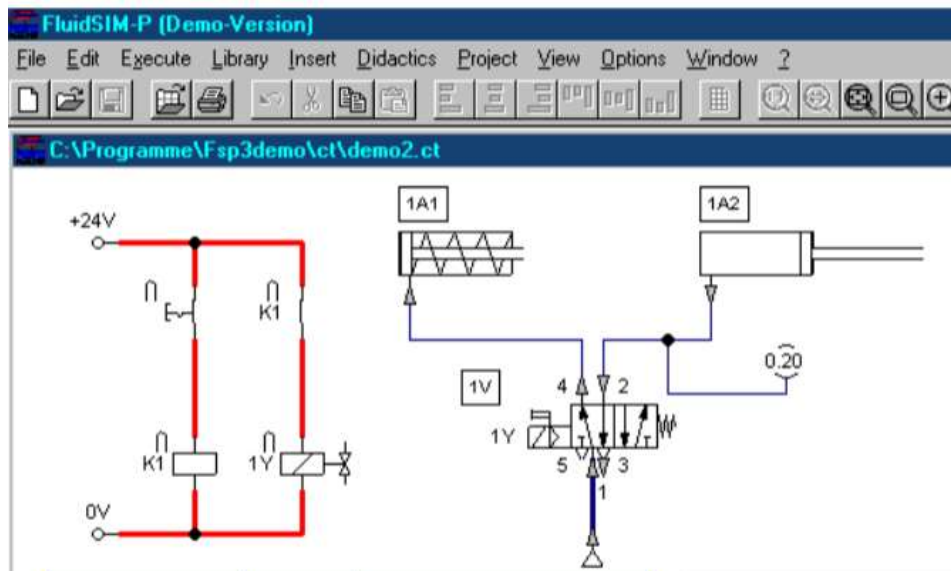 FluidSIM-P (Demo-Version)
File Edit Execute Library Insert Didactics Project View Options Window ?
C:\Programme\Fsp3demo\ct\demo2.ct
1A1 1A2
+24V
K1
0.20
1V 4 2
1Y
K1 1Y 5 3
1
0V